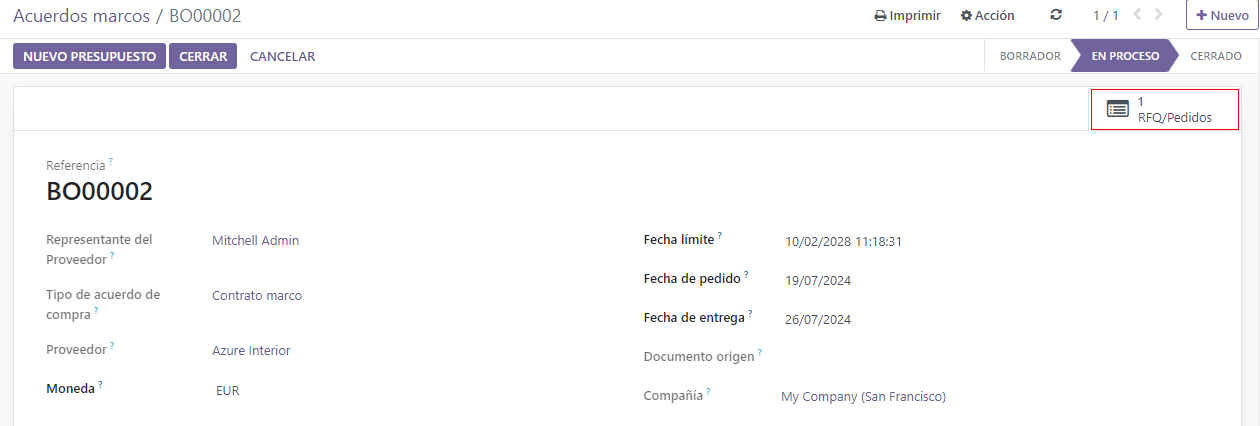 Acuerdos marcos / BO00002
Imprimir Acción 1 / 1 + Nuevo
NUEVO PRESUPUESTO CERRAR CANCELAR BORRADOR EN PROCESO CERRADO
1
RFQ/Pedidos
Referencia ?
BO00002
Representante del Proveedor ? Mitchell Admin
Fecha límite ? 10/02/2028 11:18:31
Fecha de pedido ? 19/07/2024
Tipo de acuerdo de compra ? Contrato marco
Fecha de entrega ? 26/07/2024
Proveedor ? Azure Interior
Documento origen ?
Moneda ? EUR
Compañía ? My Company (San Francisco)